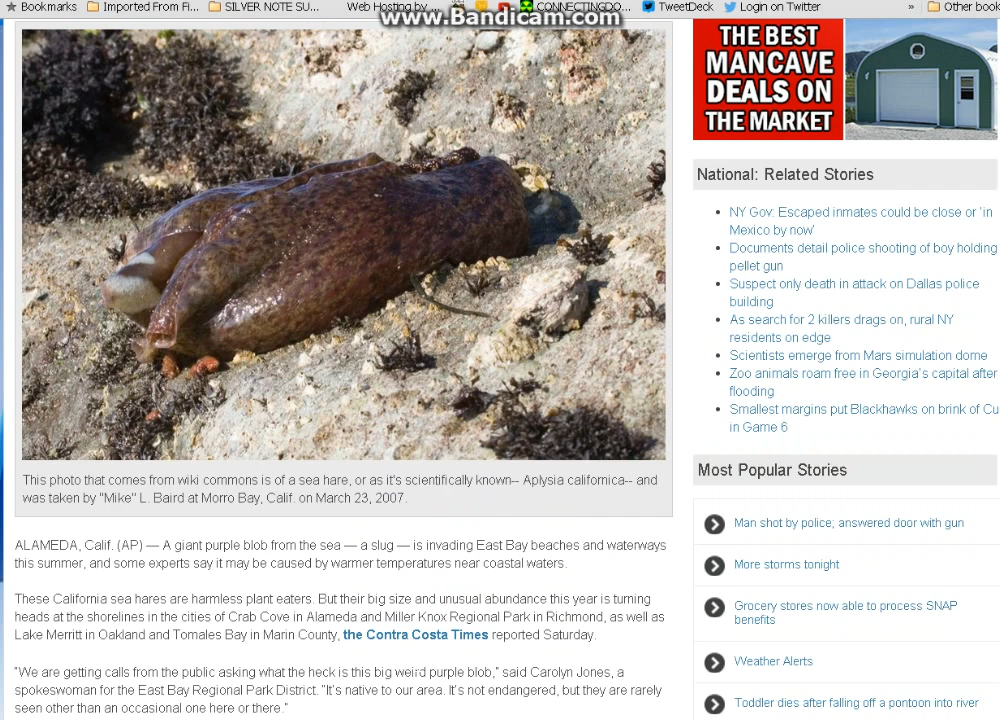 Bookmarks Imported From Fi... SILVER NOTE SU... Web Hosting by ... CONNECTINGDO... TweetDeck Login on Twitter » Other book
www.Bandicam.com
THE BEST
MANCAVE
DEALS ON
THE MARKET
This photo that comes from wiki commons is of a sea hare, or as it's scientifically known-- Aplysia californica-- and
was taken by "Mike" L. Baird at Morro Bay, Calif. on March 23, 2007.
ALAMEDA, Calif. (AP) — A giant purple blob from the sea — a slug — is invading East Bay beaches and waterways
this summer, and some experts say it may be caused by warmer temperatures near coastal waters.
These California sea hares are harmless plant eaters. But their big size and unusual abundance this year is turning
heads at the shorelines in the cities of Crab Cove in Alameda and Miller Knox Regional Park in Richmond, as well as
Lake Merritt in Oakland and Tomales Bay in Marin County, the Contra Costa Times reported Saturday.
"We are getting calls from the public asking what the heck is this big weird purple blob," said Carolyn Jones, a
spokeswoman for the East Bay Regional Park District. "It's native to our area. It's not endangered, but they are rarely
seen other than an occasional one here or there."
National: Related Stories
NY Gov: Escaped inmates could be close or 'in
Mexico by now'
Documents detail police shooting of boy holding
pellet gun
Suspect only death in attack on Dallas police
building
As search for 2 killers drags on, rural NY
residents on edge
Scientists emerge from Mars simulation dome
Zoo animals roam free in Georgia's capital after
flooding
Smallest margins put Blackhawks on brink of Cu
in Game 6
Most Popular Stories
Man shot by police; answered door with gun
More storms tonight
Grocery stores now able to process SNAP
benefits
Weather Alerts
Toddler dies after falling off a pontoon into river